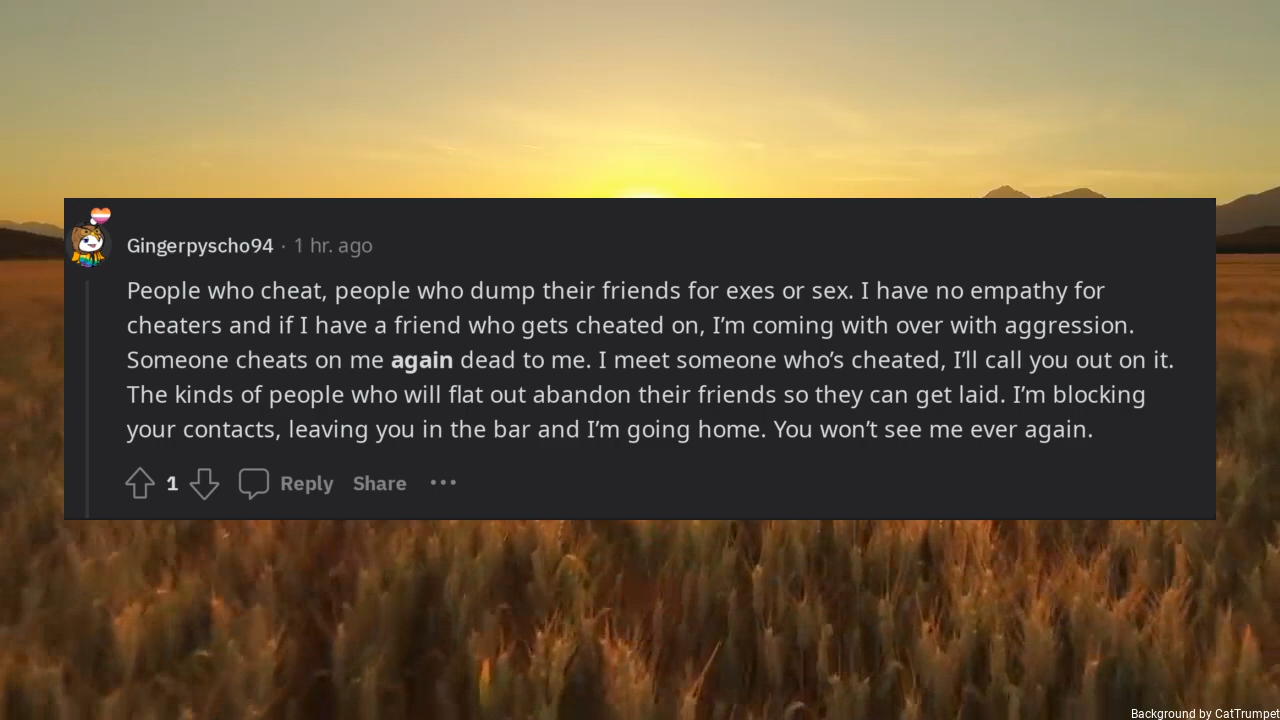 Gingerpyscho94 · 1 hr. ago
People who cheat, people who dump their friends for exes or sex. I have no empathy for
cheaters and if I have a friend who gets cheated on, I’m coming with over with aggression.
Someone cheats on me again dead to me. I meet someone who’s cheated, I’ll call you out on it.
The kinds of people who will flat out abandon their friends so they can get laid. I’m blocking
your contacts, leaving you in the bar and I’m going home. You won’t see me ever again.
1 Reply Share •••
Background by CatTrumpet